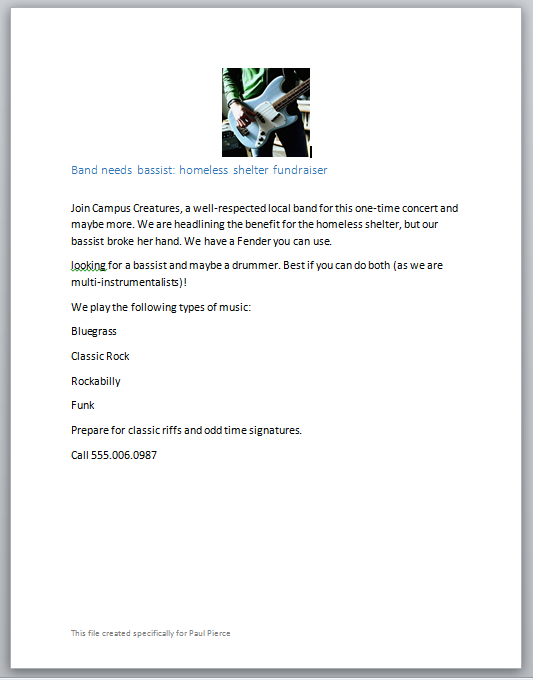 Band needs bassist: homeless shelter fundraiser
Join Campus Creatures, a well-respected local band for this one-time concert and
maybe more. We are headlining the benefit for the homeless shelter, but our
bassist broke her hand. We have a Fender you can use.
looking for a bassist and maybe a drummer. Best if you can do both (as we are
multi-instrumentalists)!
We play the following types of music:
Bluegrass
Classic Rock
Rockabilly
Funk
Prepare for classic riffs and odd time signatures.
Call 555.006.0987
This file created specifically for Paul Pierce